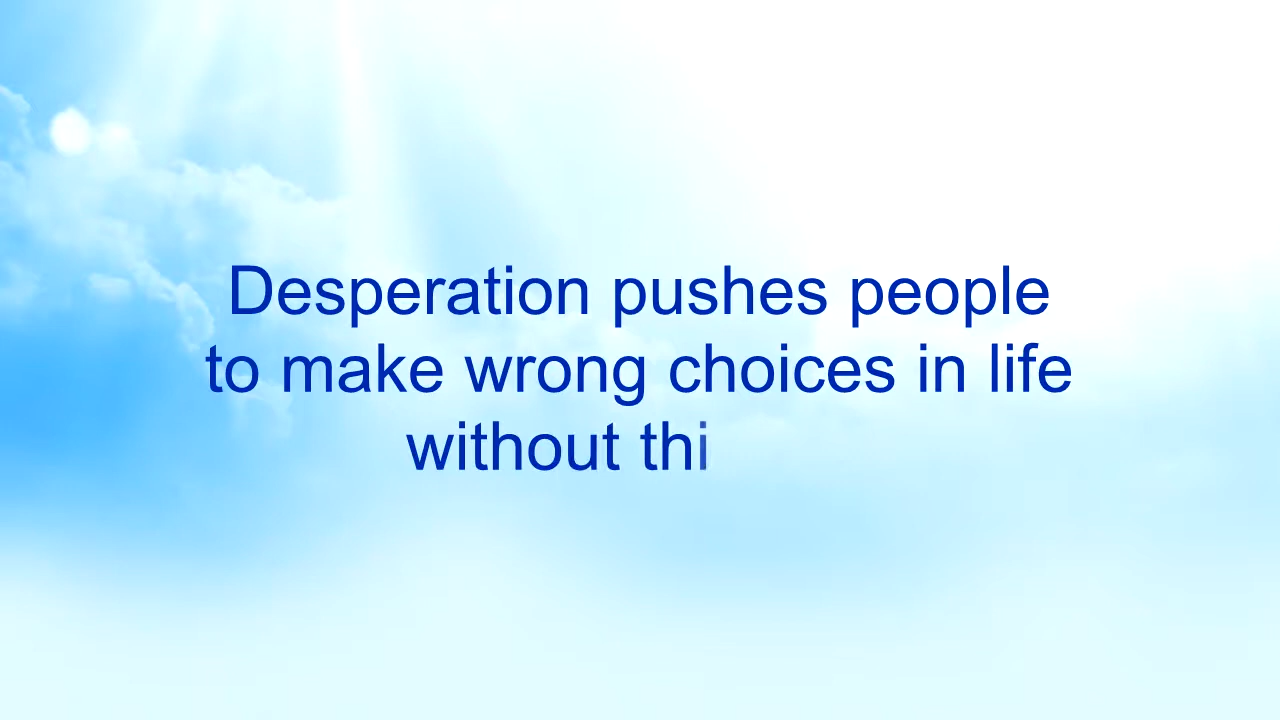 Desperation pushes people
to make wrong choices in life
without thi